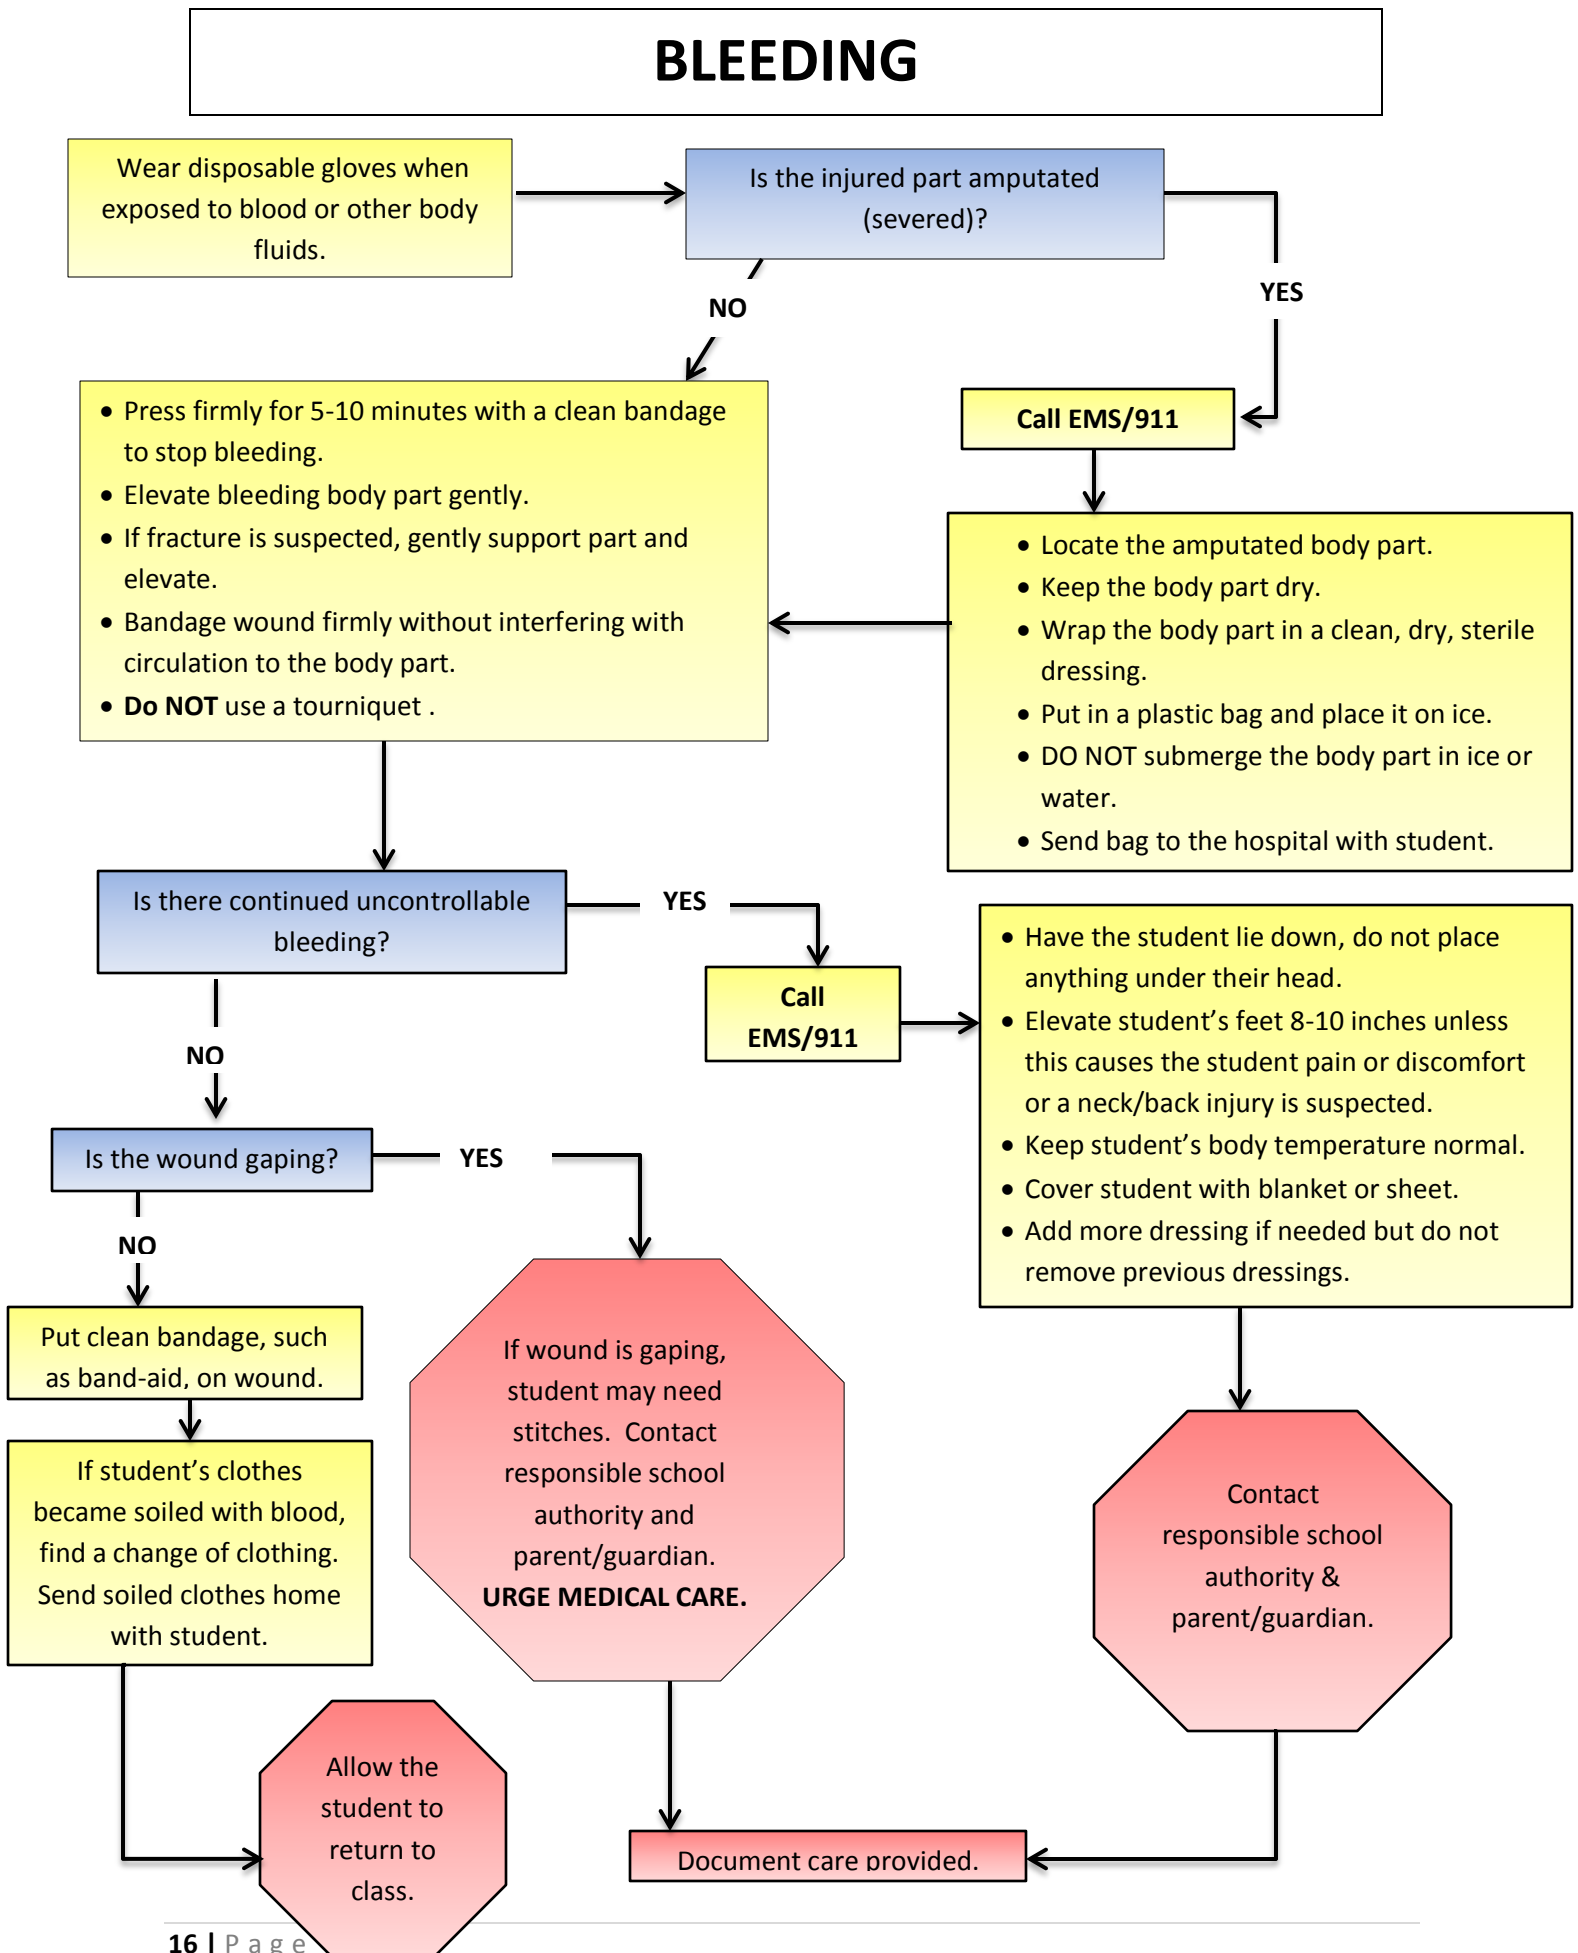 BLEEDING
Wear disposable gloves when
exposed to blood or other body
fluids.
Is the injured part amputated
(severed)?
NO
YES
• Press firmly for 5-10 minutes with a clean bandage
to stop bleeding.
• Elevate bleeding body part gently.
• If fracture is suspected, gently support part and
elevate.
• Bandage wound firmly without interfering with
circulation to the body part.
• Do NOT use a tourniquet .
Call EMS/911
• Locate the amputated body part.
• Keep the body part dry.
• Wrap the body part in a clean, dry, sterile
dressing.
• Put in a plastic bag and place it on ice.
• DO NOT submerge the body part in ice or
water.
• Send bag to the hospital with student.
Is there continued uncontrollable
bleeding?
YES
NO
Call
EMS/911
• Have the student lie down, do not place
anything under their head.
• Elevate student’s feet 8-10 inches unless
this causes the student pain or discomfort
or a neck/back injury is suspected.
• Keep student’s body temperature normal.
• Cover student with blanket or sheet.
• Add more dressing if needed but do not
remove previous dressings.
Is the wound gaping?
YES
NO
Put clean bandage, such
as band-aid, on wound.
If student’s clothes
became soiled with blood,
find a change of clothing.
Send soiled clothes home
with student.
If wound is gaping,
student may need
stitches.  Contact
responsible school
authority and
parent/guardian.
URGE MEDICAL CARE.
Contact
responsible school
authority &
parent/guardian.
Allow the
student to
return to
class.
Document care provided.
16 | Page